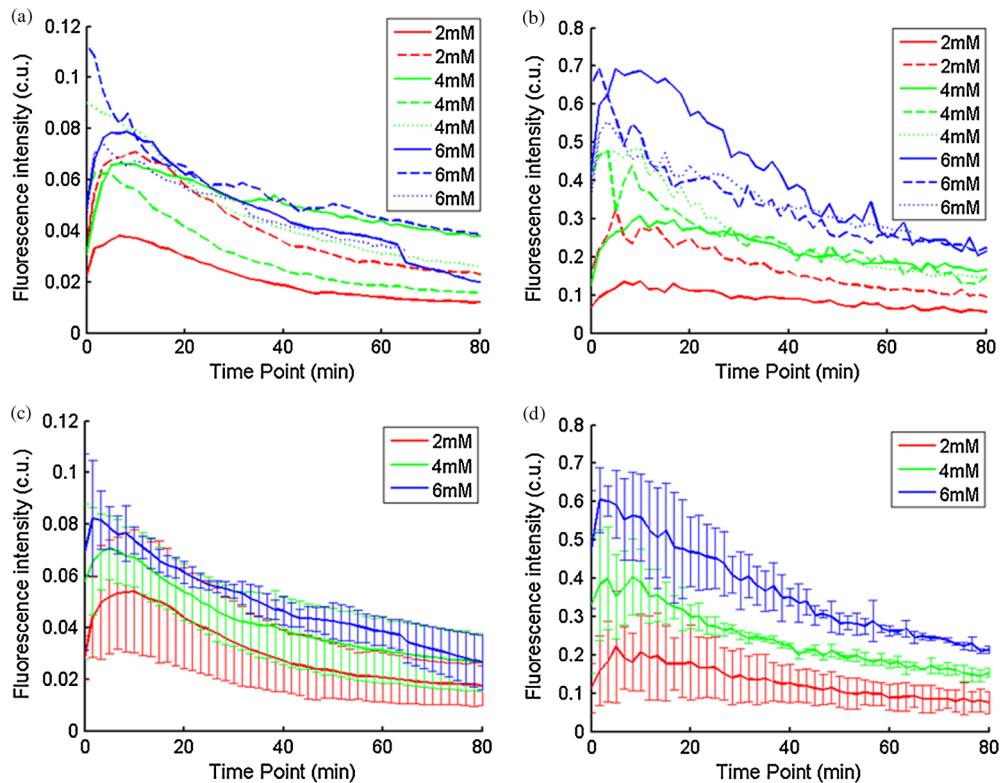 (a)
0.12
0.1
0.08
0.06
0.04
0.02
0
Fluorescence intensity (c.u.)
0 20 40 60 80
Time Point (min)
2mM
2mM
4mM
4mM
4mM
6mM
6mM
6mM
(b)
0.8
0.7
0.6
0.5
0.4
0.3
0.2
0.1
0
Fluorescence intensity (c.u.)
0 20 40 60 80
Time Point (min)
2mM
2mM
4mM
4mM
4mM
6mM
6mM
6mM
(c)
0.12
0.1
0.08
0.06
0.04
0.02
0
Fluorescence intensity (c.u.)
0 20 40 60 80
Time Point (min)
2mM
4mM
6mM
(d)
0.8
0.7
0.6
0.5
0.4
0.3
0.2
0.1
0
Fluorescence intensity (c.u.)
0 20 40 60 80
Time Point (min)
2mM
4mM
6mM